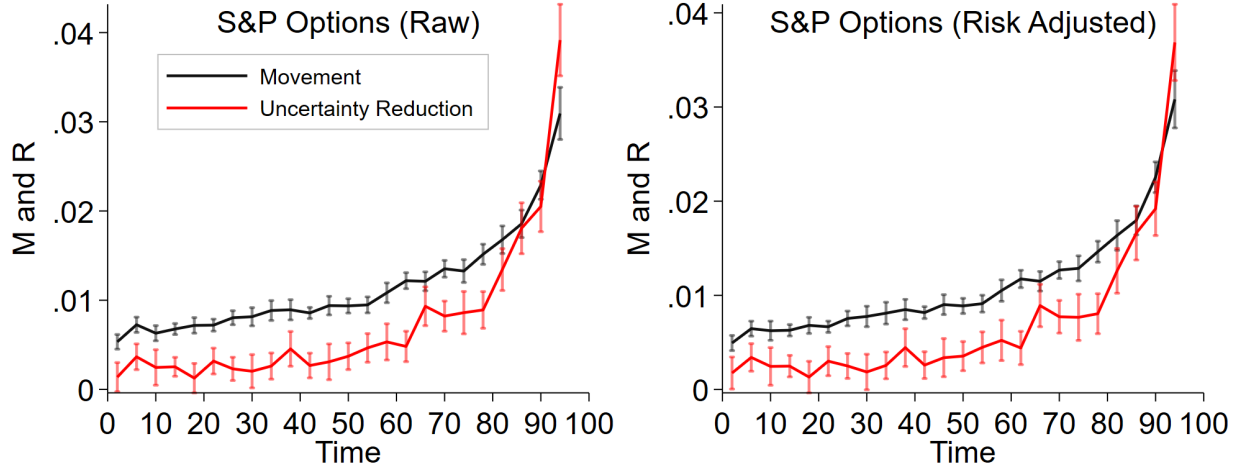 S&P Options (Raw)
.04
.03
.02
.01
0
M and R
Movement
Uncertainty Reduction
0 10 20 30 40 50 60 70 80 90 100
Time
S&P Options (Risk Adjusted)
.04
.03
.02
.01
0
M and R
0 10 20 30 40 50 60 70 80 90 100
Time